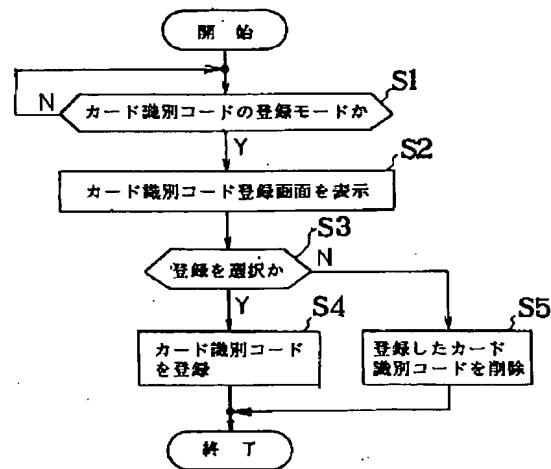 開始
S1
N
カード識別コードの登録モードか
Y
S2
カード識別コード登録画面を表示
S3
登録を選択か
N
Y
S4
カード識別コード
を登録
S5
登録したカード
識別コードを削除
終了